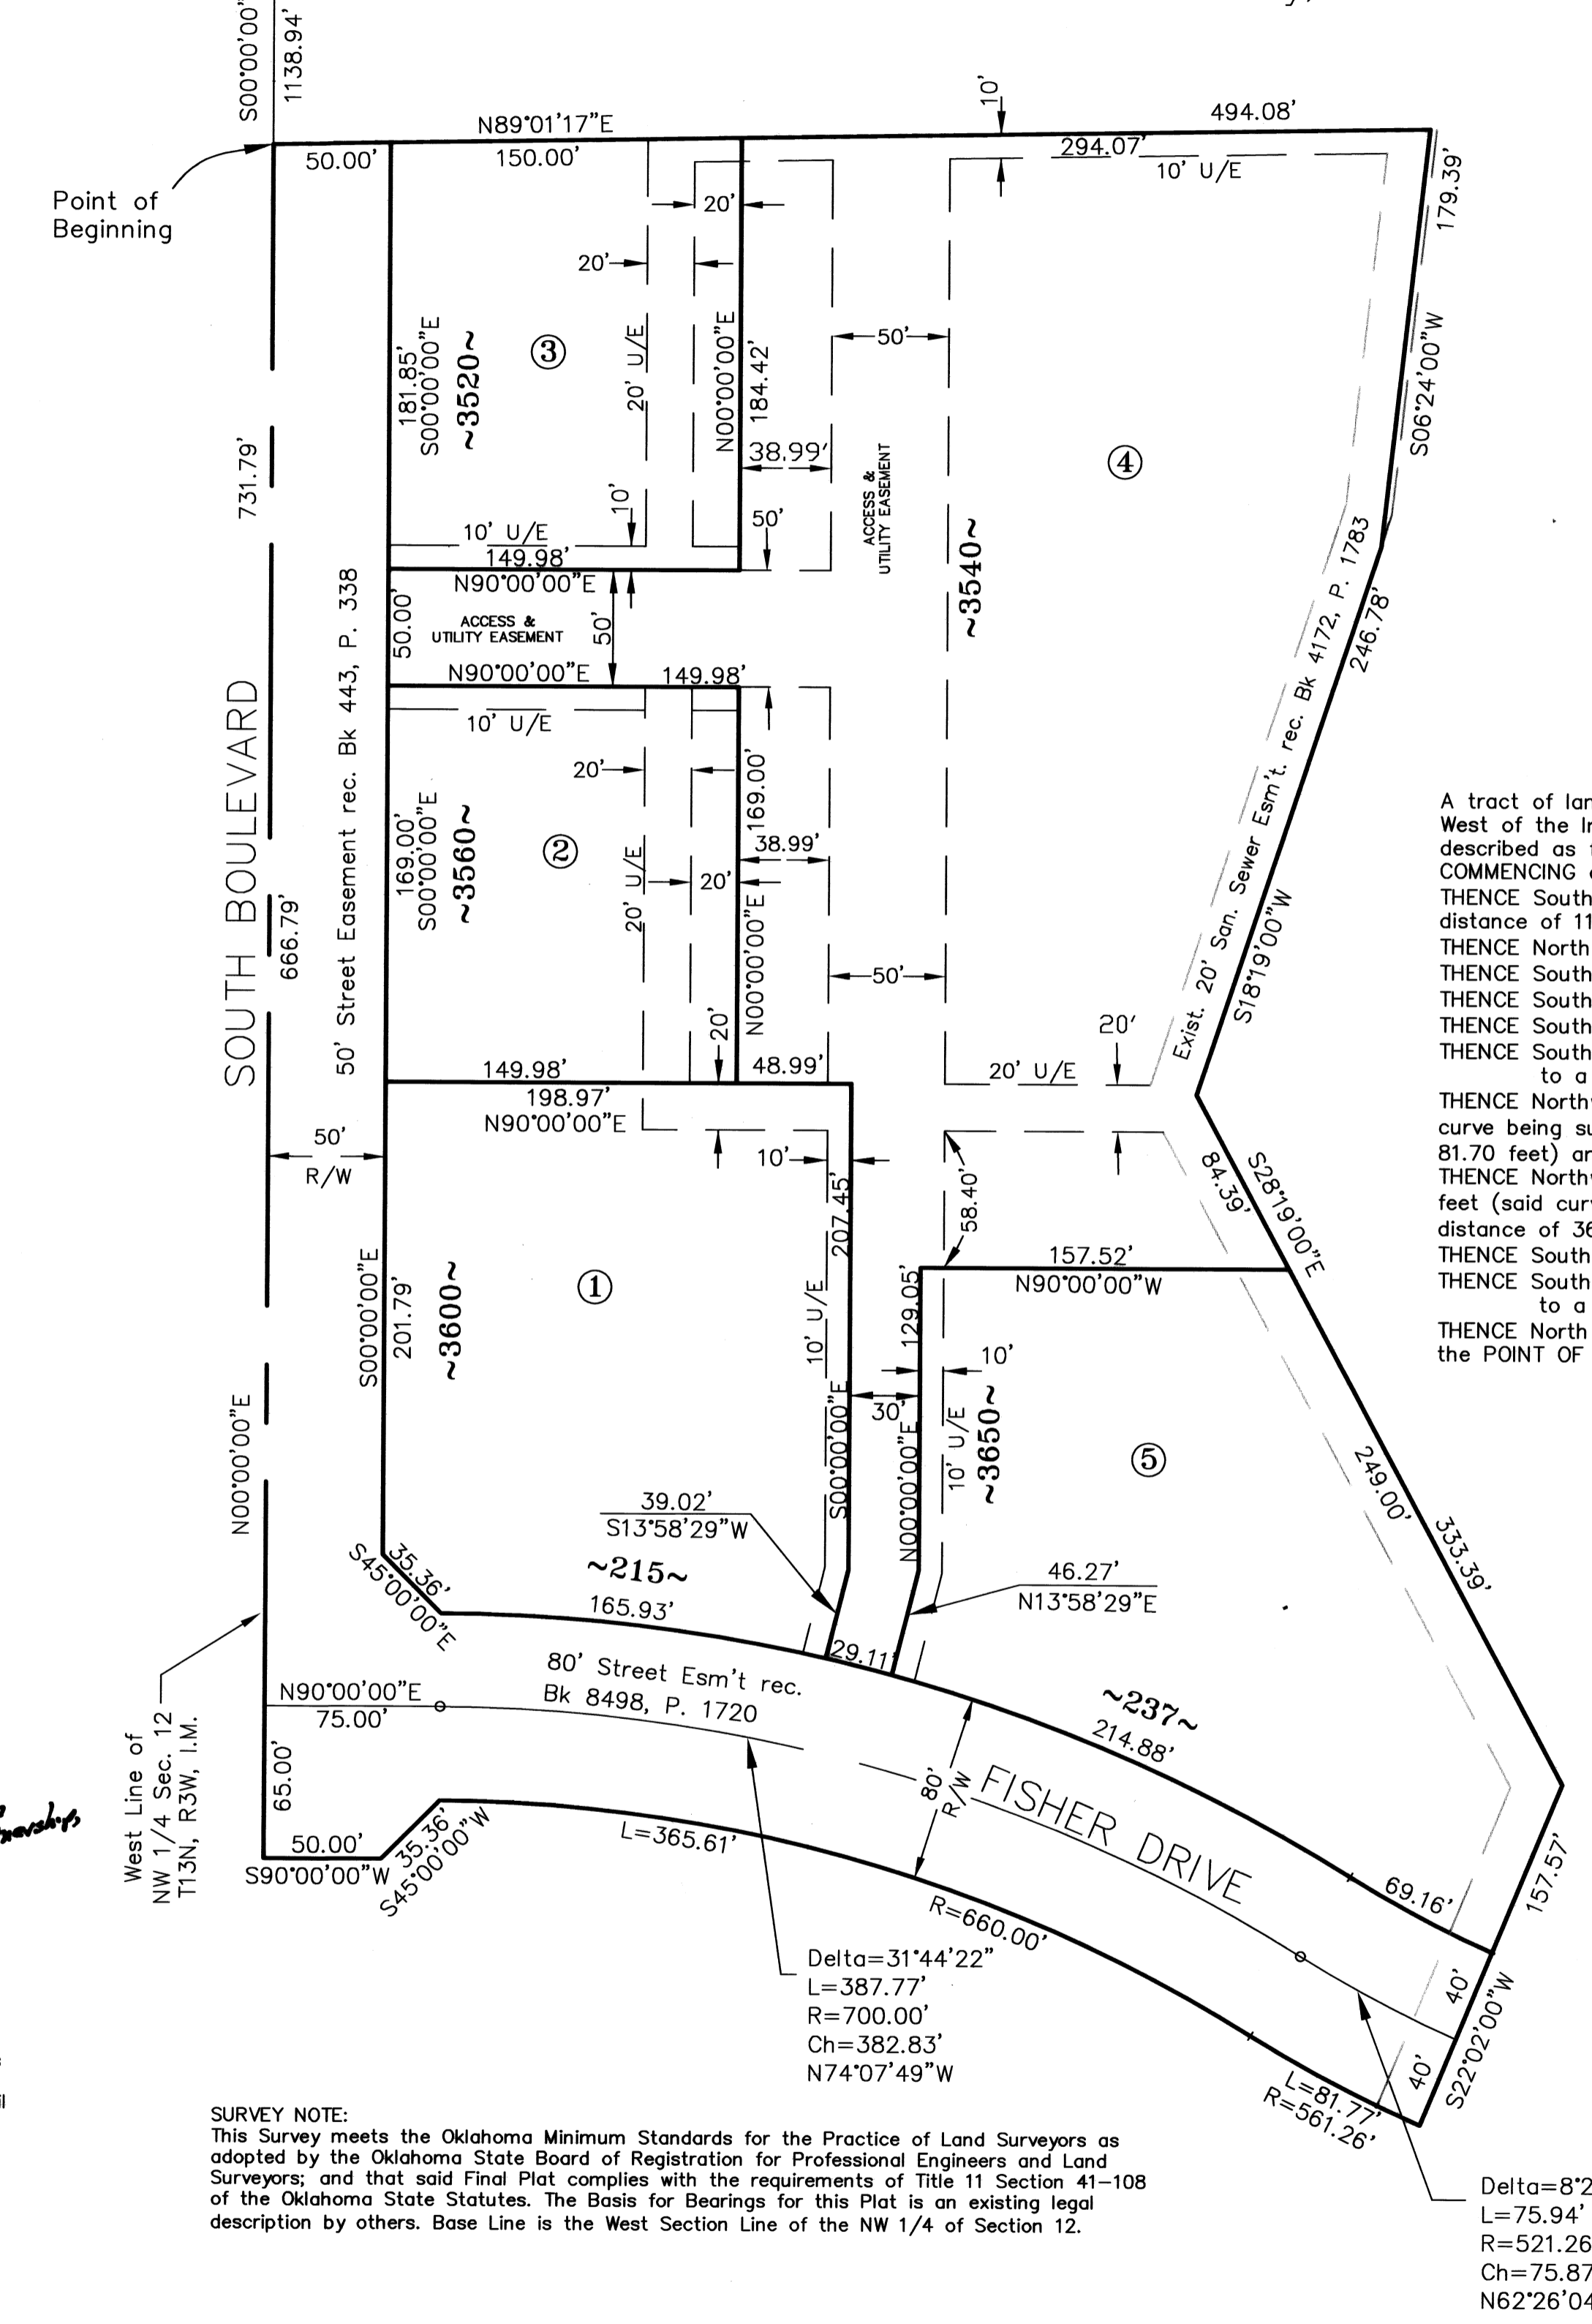 S00°00'00"
1138.94'
N89°01'17"E
50.00'
150.00'
10'
494.08'
294.07'
10' U/E
179.39'
S06°24'00"W
Point of
Beginning
20'
20'
20' U/E
181.85'
S00°00'00"E
~3520~
3
N00°00'00"E
184.42'
38.99'
50'
50'
ACCESS &
UTILITY EASEMENT
4
~3540~
731.79'
10' U/E
10'
149.98'
N90°00'00"E
50.00'
ACCESS &
UTILITY EASEMENT
50'
N90°00'00"E
149.98'
10' U/E
Exist. 20' San. Sewer Esm't. rec. Bk 4172, P. 1783
246.78'
S18°19'00"W
SOUTH BOULEVARD
666.79'
50' Street Easement rec. Bk 443, P. 338
20'
169.00'
S00°00'00"E
~3560~
2
20' U/E
20'
169.00'
38.99'
N00°00'00"E
50'
20'
149.98'
48.99'
198.97'
N90°00'00"E
20' U/E
20'
50'
R/W
10'
207.45'
58.40'
84.39'
S28°19'00"E
N00°00'00"E
S00°00'00"E
201.79'
~3600~
1
10' U/E
S00°00'00"E
129.05'
157.52'
N90°00'00"W
30'
10'
N00°00'00"E
10' U/E
~3650~
5
249.00'
333.39'
39.02'
S13°58'29"W
46.27'
N13°58'29"E
35.36'
S45°00'00"E
~215~
165.93'
29.11'
80' Street Esm't rec.
Bk 8498, P. 1720
N90°00'00"E
75.00'
West Line of
NW 1/4 Sec. 12
T13N, R3W, I.M.
65.00'
50.00'
S90°00'00"W
35.36'
S45°00'00"W
L=365.61'
R=660.00'
~237~
214.88'
80'
R/W
FISHER DRIVE
69.16'
157.57'
40'
40'
S22°02'00"W
L=81.77'
R=561.26'
Delta=31°44'22"
L=387.77'
R=700.00'
Ch=382.83'
N74°07'49"W
Delta=8°2
L=75.94'
R=521.26
Ch=75.87
N62°26'04
A tract of lan
West of the In
described as
COMMENCING
THENCE South
distance of 11
THENCE North
THENCE South
THENCE South
THENCE South
THENCE South
to a
THENCE North
curve being su
81.70 feet) an
THENCE North
feet (said cur
distance of 36
THENCE South
THENCE South
to a
THENCE North
the POINT OF
SURVEY NOTE:
This Survey meets the Oklahoma Minimum Standards for the Practice of Land Surveyors as
adopted by the Oklahoma State Board of Registration for Professional Engineers and Land
Surveyors; and that said Final Plat complies with the requirements of Title 11 Section 41-108
of the Oklahoma State Statutes. The Basis for Bearings for this Plat is an existing legal
description by others. Base Line is the West Section Line of the NW 1/4 of Section 12.